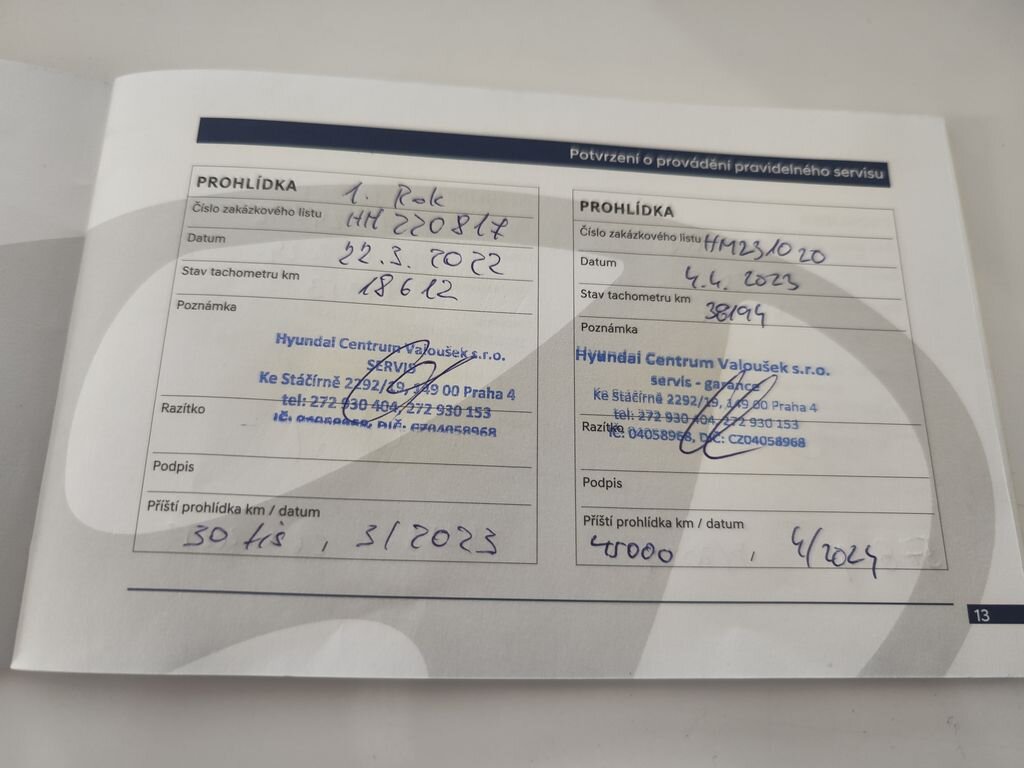 Potvrzení o provádění pravidelného servisu
PROHLÍDKA 1. Rok
Číslo zakázkového listu HM 220817
Datum 22.3. 2022
Stav tachometru km 18612
Poznámka
Hyundai Centrum Valoušek s.r.o.
SERVIS
Ke Stáčírně 2292/19, 149 00 Praha 4
tel: 272 930 404, 272 930 153
IČ: 04058968, DIČ: CZ04058968
Razítko
Podpis
Příští prohlídka km / datum
30 tis , 3/2023
PROHLÍDKA
Číslo zakázkového listu HM231020
Datum 4.4. 2023
Stav tachometru km 38194
Poznámka
Hyundai Centrum Valoušek s.r.o.
servis - garance
Ke Stáčírně 2292/19, 149 00 Praha 4
tel: 272 930 404, 272 930 153
Razítko IČ: 04058968, DIČ: CZ04058968
Podpis
Příští prohlídka km / datum
45000 , 4/2024
13